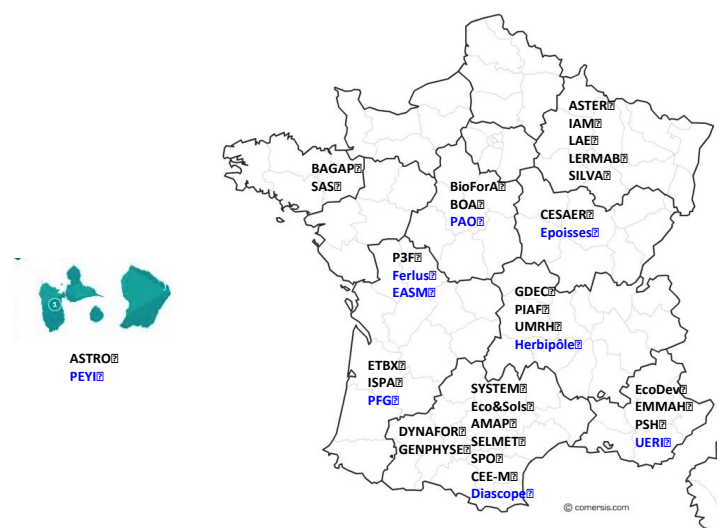 ASTER
IAM
LAE
LERMAB
SILVA
BAGAP
SAS
BioForA
BOA
PAO
CESAER
Epoisses
P3F
Ferlus
EASM
GDEC
PIAF
UMRH
Herbipôle
1
ASTRO
PEYI
ETBX
ISPA
PFG
DYNAFOR
GENPHYSE
SYSTEM
Eco&Sols
AMAP
SELMET
SPO
CEE-M
Diascope
EcoDev
EMMAH
PSH
UERI
© comersis.com